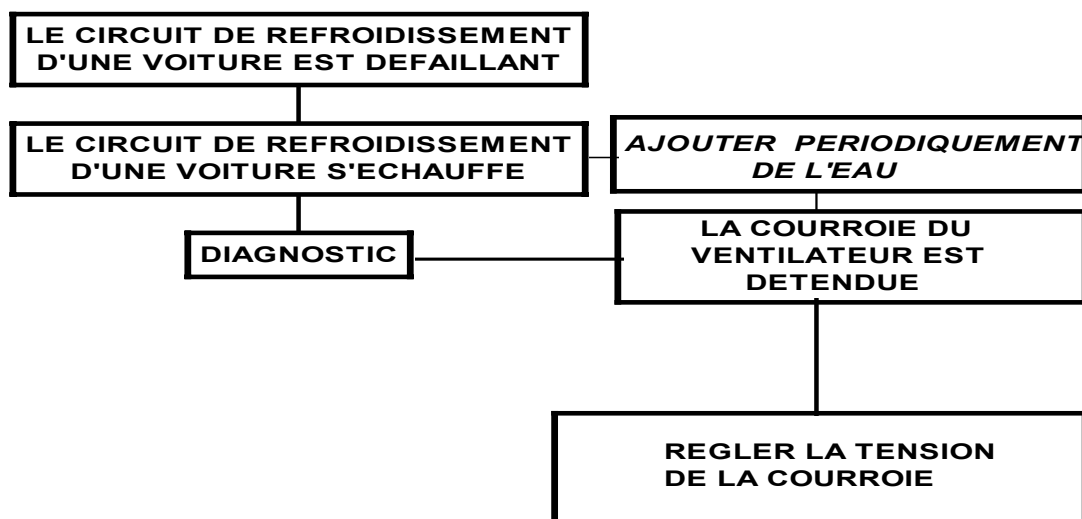 LE CIRCUIT DE REFROIDISSEMENT
D'UNE VOITURE EST DEFAILLANT
LE CIRCUIT DE REFROIDISSEMENT
D'UNE VOITURE S'ECHAUFFE
AJOUTER PERIODIQUEMENT
DE L'EAU
DIAGNOSTIC
LA COURROIE DU
VENTILATEUR EST
DETENDUE
REGLER LA TENSION
DE LA COURROIE